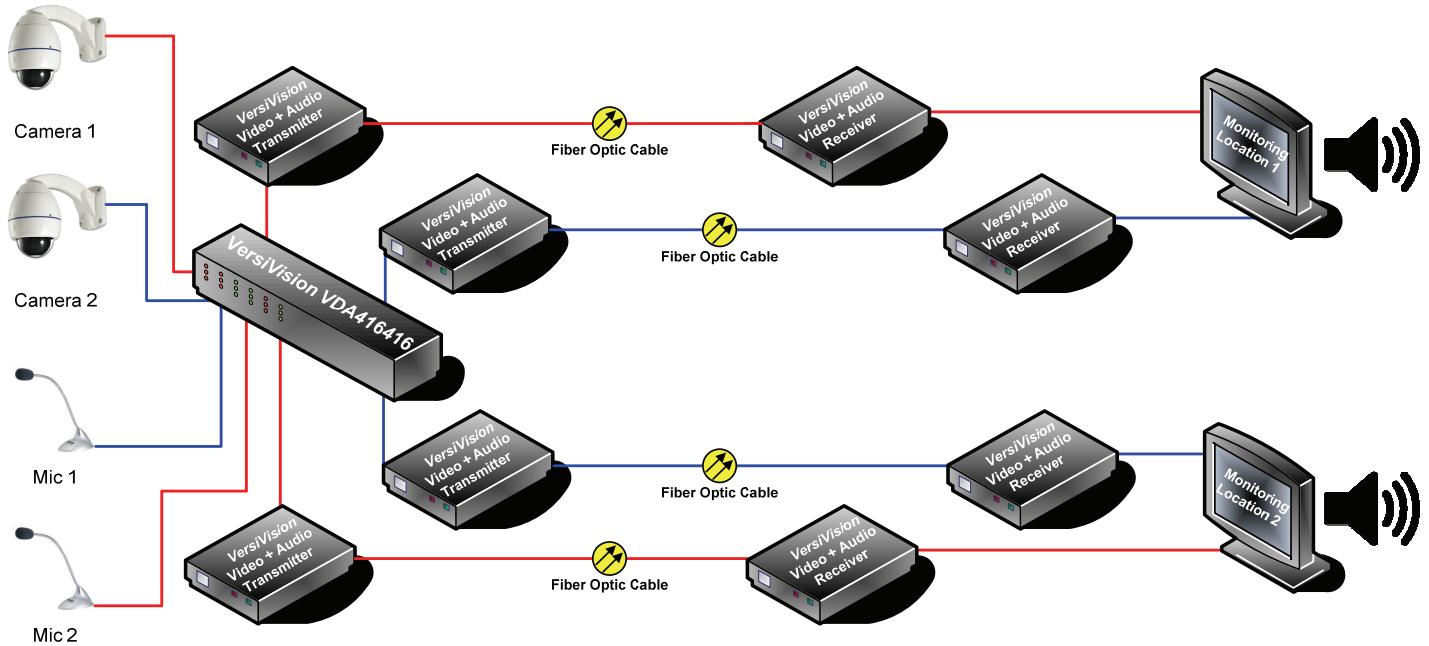 Camera 1
Camera 2
Mic 1
Mic 2
VersiVision VDA416416
VersiVision
Video + Audio
Transmitter
Fiber Optic Cable
VersiVision
Video + Audio
Receiver
Monitoring
Location 1
VersiVision
Video + Audio
Transmitter
Fiber Optic Cable
VersiVision
Video + Audio
Receiver
VersiVision
Video + Audio
Transmitter
Fiber Optic Cable
VersiVision
Video + Audio
Receiver
Monitoring
Location 2
VersiVision
Video + Audio
Transmitter
Fiber Optic Cable
VersiVision
Video + Audio
Receiver